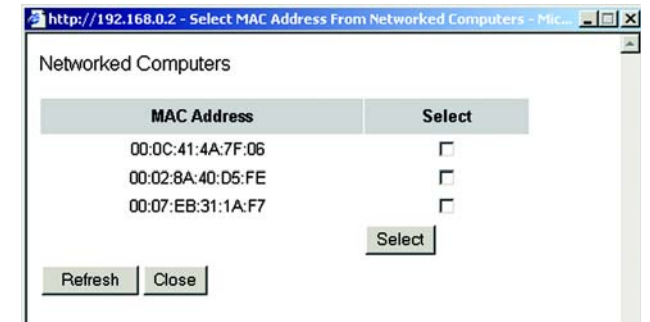 http://192.168.0.2 - Select MAC Address From Networked Computers - Mic...
Networked Computers
MAC Address Select
00:0C:41:4A:7F:06
00:02:8A:40:D5:FE
00:07:EB:31:1A:F7
Select
Refresh Close